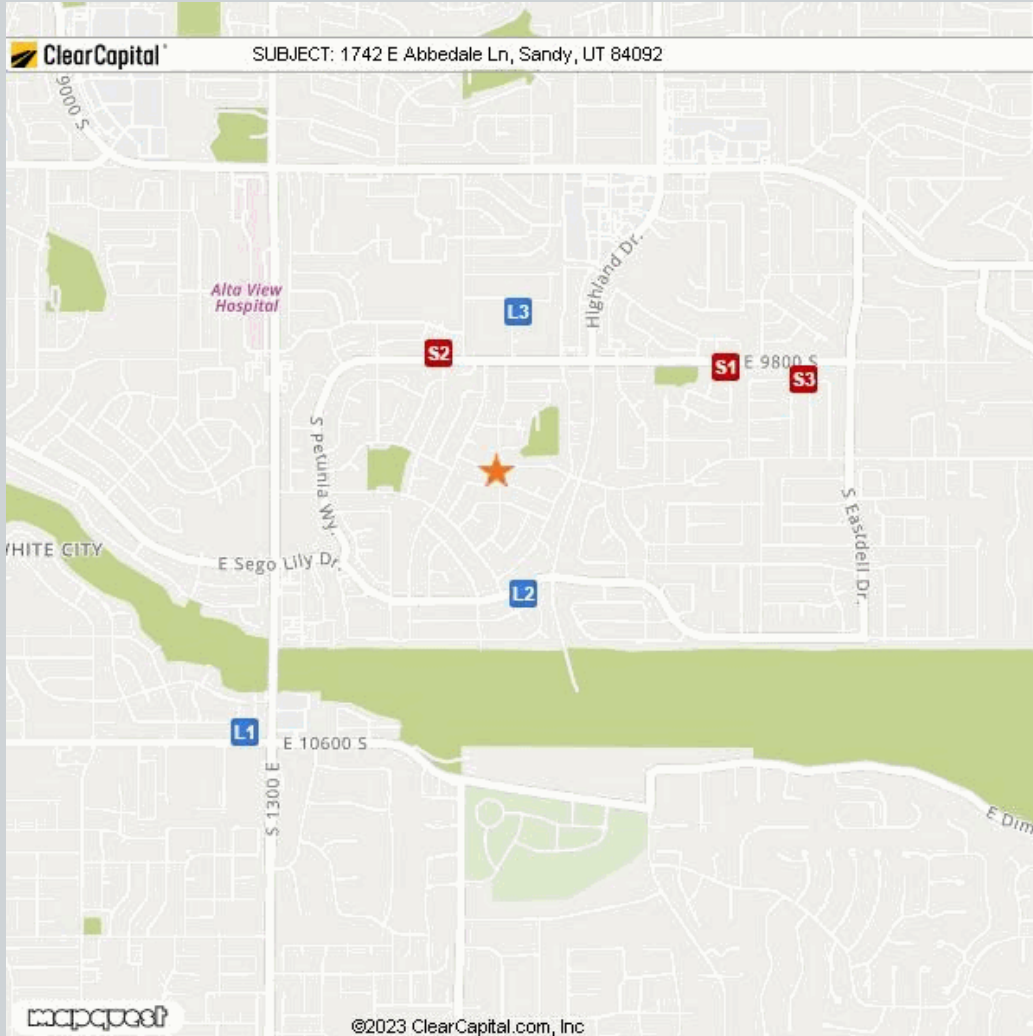 ClearCapital
SUBJECT: 1742 E Abbedale Ln, Sandy, UT 84092
9000 S
Alta View
Hospital
Highland Dr.
L3
S2
S1
E 9800 S
S3
S Petunia Wy.
S Eastdell Dr.
WHITE CITY
E Sego Lily Dr.
L2
L1
E 10600 S
S 1300 E
E Dim
mapquest
©2023 ClearCapital.com, Inc